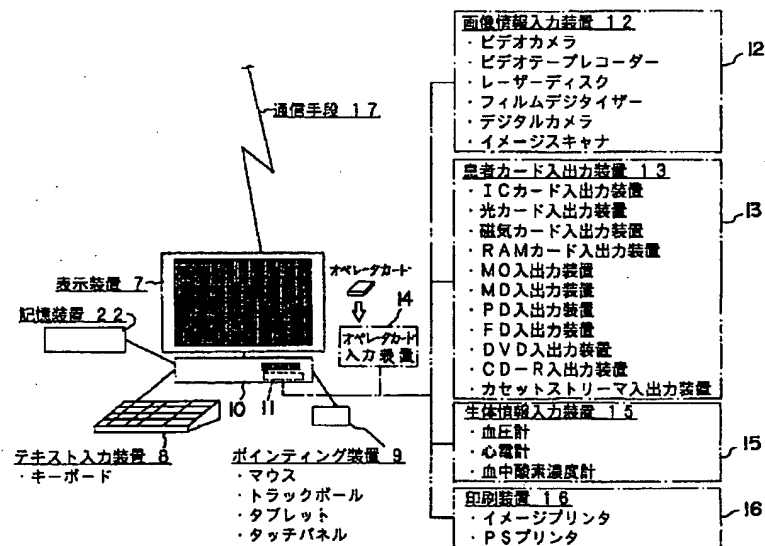 画像情報入力装置 12
・ビデオカメラ
・ビデオテープレコーダー
・レーザーディスク
・フィルムデジタイザー
・デジタルカメラ
・イメージスキャナ
12
通信手段 17
患者カード入出力装置 13
・ICカード入出力装置
・光カード入出力装置
・磁気カード入出力装置
・RAMカード入出力装置
・MO入出力装置
・MD入出力装置
・PD入出力装置
・FD入出力装置
・DVD入出力装置
・CD-R入出力装置
・カセットストリーマ入出力装置
13
表示装置 7
オペレータカード
14
オペレータカード
入力装置
記憶装置 22
10
11
テキスト入力装置 8
・キーボード
ポインティング装置 9
・マウス
・トラックボール
・タブレット
・タッチパネル
生体情報入力装置 15
・血圧計
・心電計
・血中酸素濃度計
15
印刷装置 16
・イメージプリンタ
・PSプリンタ
16